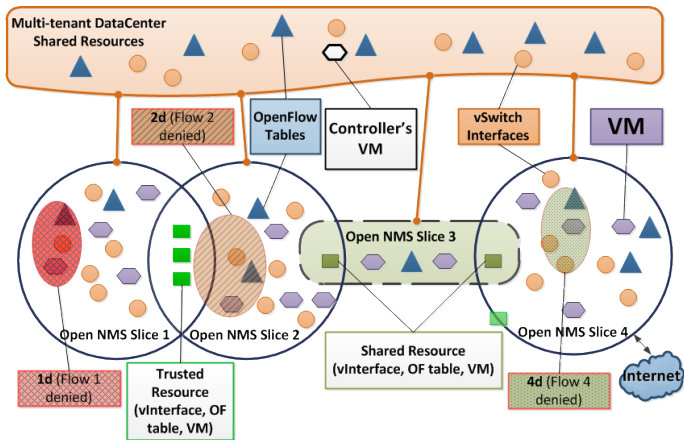 Multi-tenant DataCenter
Shared Resources
2d (Flow 2
denied)
OpenFlow
Tables
Controller's
VM
vSwitch
Interfaces
VM
Open NMS Slice 3
Open NMS Slice 1
Open NMS Slice 2
Open NMS Slice 4
1d (Flow 1
denied)
Trusted
Resource
(vInterface, OF
table, VM)
Shared Resource
(vInterface, OF table, VM)
4d (Flow 4
denied)
Internet